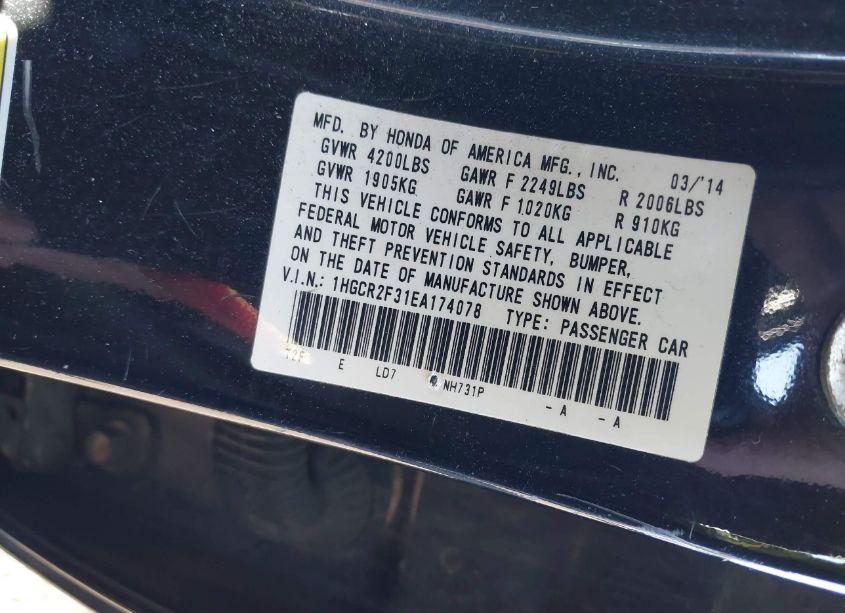 MFD. BY HONDA OF AMERICA MFG., INC. 03/'14
GVWR 4200LBS GAWR F 2249LBS R 2006LBS
GVWR 1905KG GAWR F 1020KG R 910KG
THIS VEHICLE CONFORMS TO ALL APPLICABLE
FEDERAL MOTOR VEHICLE SAFETY, BUMPER,
AND THEFT PREVENTION STANDARDS IN EFFECT
ON THE DATE OF MANUFACTURE SHOWN ABOVE.
V.I.N.: 1HGCR2F31EA174078 TYPE: PASSENGER CAR
E LD7 NH731P -A -A